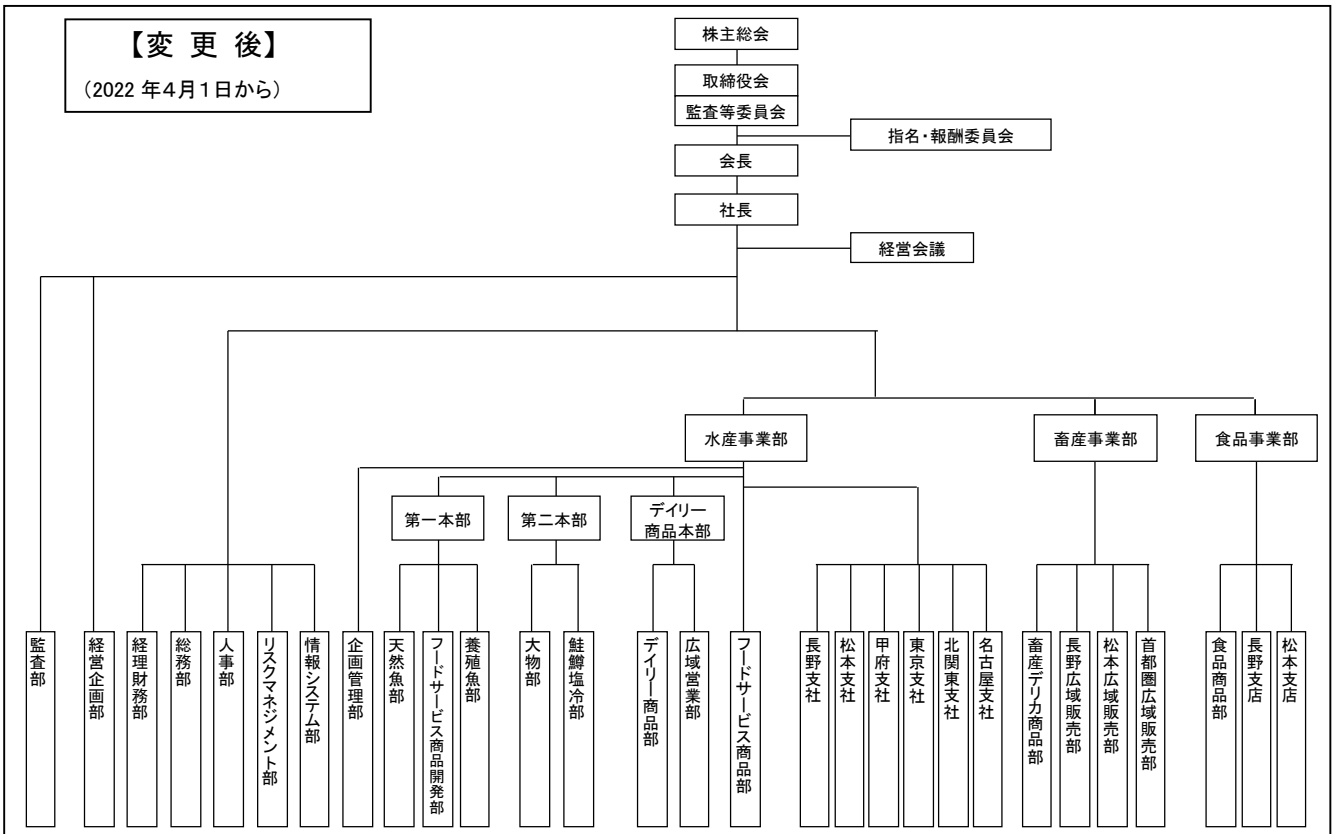 【変 更 後】
(2022 年4月1日から)
株主総会
取締役会
監査等委員会
指名・報酬委員会
会長
社長
経営会議
水産事業部
畜産事業部
食品事業部
第一本部
第二本部
デイリー
商品本部
監査部
経営企画部
経理財務部
総務部
人事部
リスクマネジメント部
情報システム部
企画管理部
天然魚部
フードサービス商品開発部
養殖魚部
大物部
鮭鱒塩冷部
デイリー商品部
広域営業部
フードサービス商品部
長野支社
松本支社
甲府支社
東京支社
北関東支社
名古屋支社
畜産デリカ商品部
長野広域販売部
松本広域販売部
首都圏広域販売部
食品商品部
長野支店
松本支店